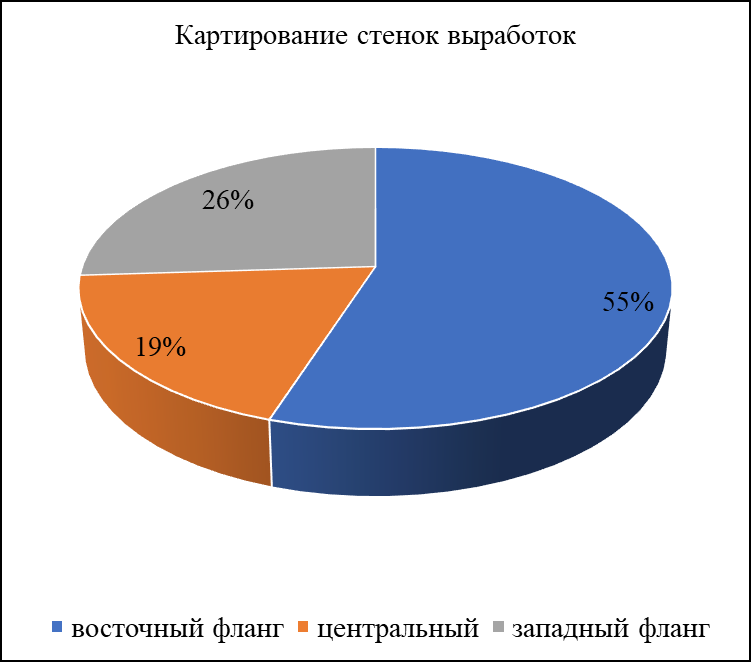 Картирование стенок выработок
26%
55%
19%
восточный фланг центральный западный фланг